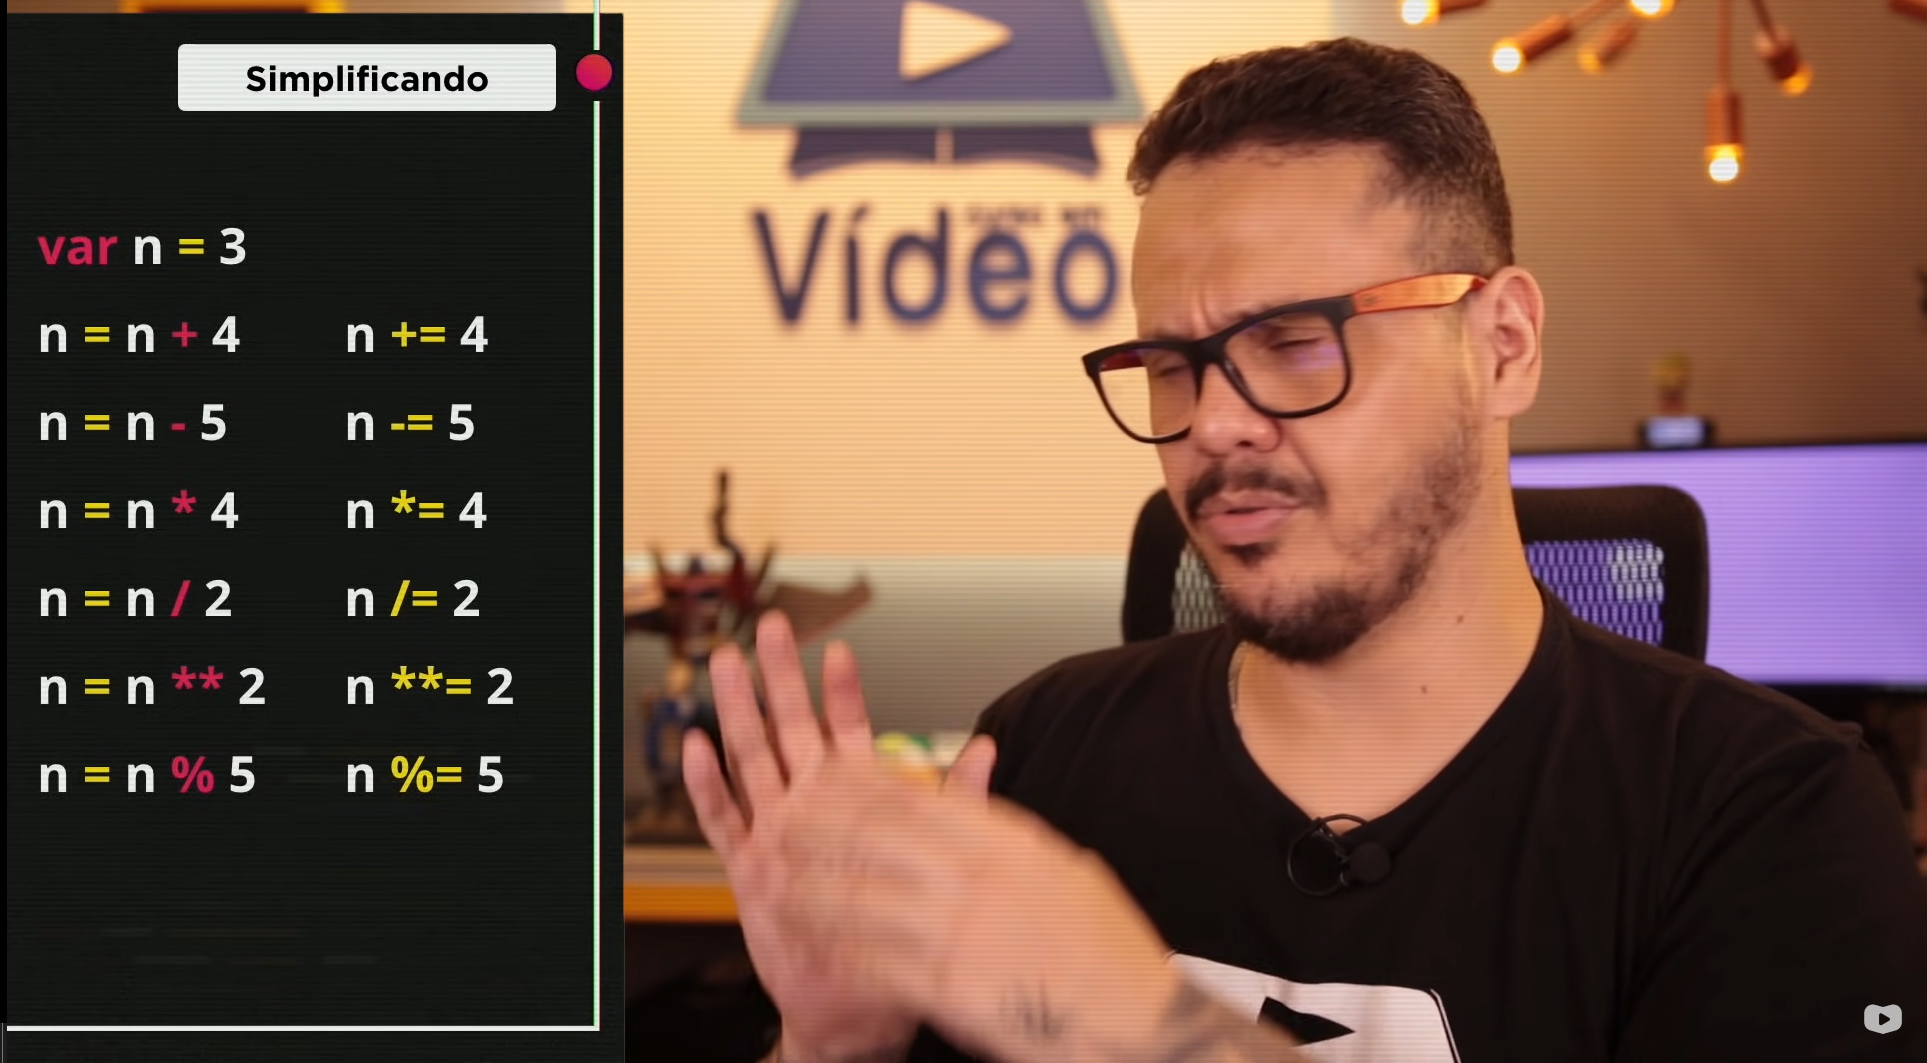 Simplificando
var n = 3
n = n + 4 n += 4
n = n - 5 n -= 5
n = n * 4 n *= 4
n = n / 2 n /= 2
n = n ** 2 n **= 2
n = n % 5 n %= 5
Vídeo